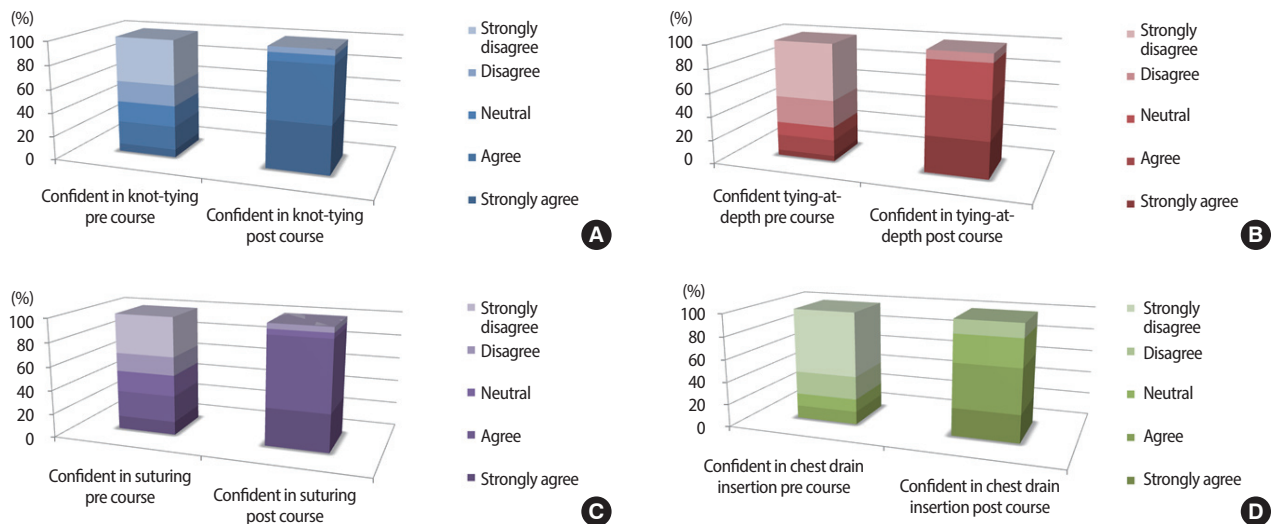 (%)
100
80
60
40
20
0
Confident in knot-tying
pre course
Confident in knot-tying
post course
Strongly
disagree
Disagree
Neutral
Agree
Strongly agree
A
(%)
100
80
60
40
20
0
Confident tying-at-
depth pre course
Confident in tying-at-
depth post course
Strongly
disagree
Disagree
Neutral
Agree
Strongly agree
B
(%)
100
80
60
40
20
0
Confident in suturing
pre course
Confident in suturing
post course
Strongly
disagree
Disagree
Neutral
Agree
Strongly agree
C
(%)
100
80
60
40
20
0
Confident in chest drain
insertion pre course
Confident in chest drain
insertion post course
Strongly
disagree
Disagree
Neutral
Agree
Strongly agree
D